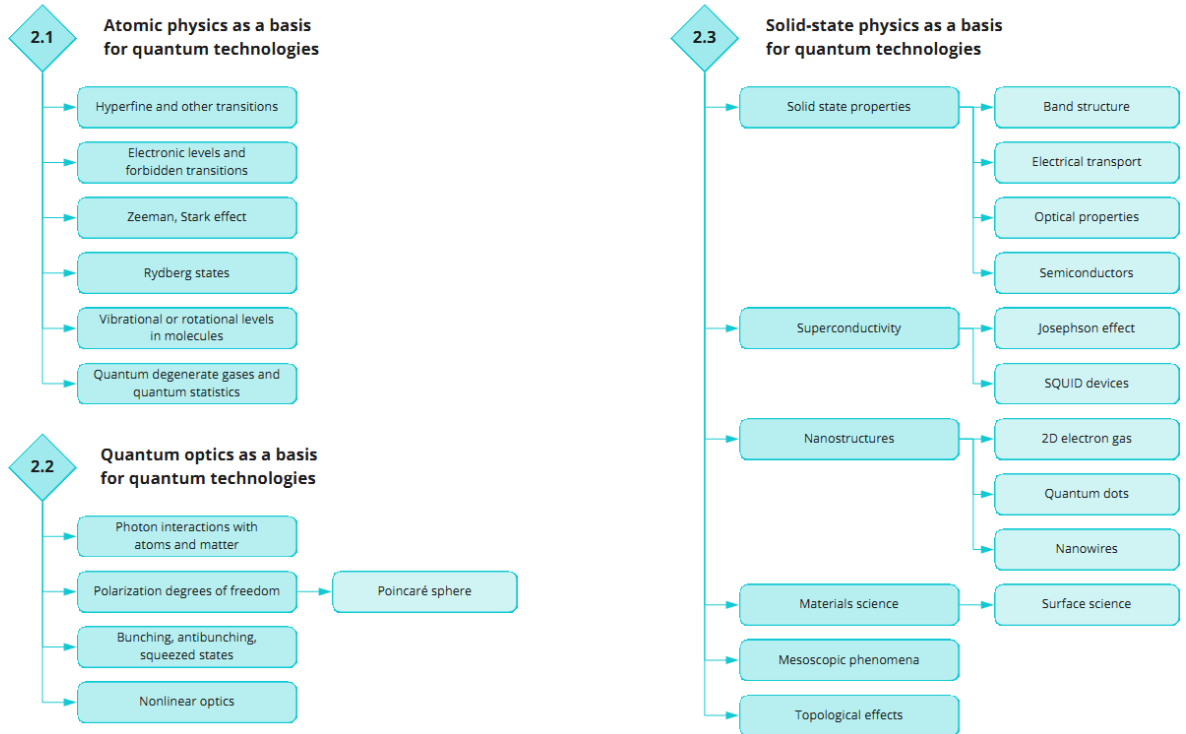 2.1
Atomic physics as a basis
for quantum technologies
Hyperfine and other transitions
Electronic levels and
forbidden transitions
Zeeman, Stark effect
Rydberg states
Vibrational or rotational levels
in molecules
Quantum degenerate gases and
quantum statistics
2.2
Quantum optics as a basis
for quantum technologies
Photon interactions with
atoms and matter
Polarization degrees of freedom
Poincaré sphere
Bunching, antibunching,
squeezed states
Nonlinear optics
2.3
Solid-state physics as a basis
for quantum technologies
Solid state properties
Band structure
Electrical transport
Optical properties
Semiconductors
Superconductivity
Josephson effect
SQUID devices
Nanostructures
2D electron gas
Quantum dots
Nanowires
Materials science
Surface science
Mesoscopic phenomena
Topological effects